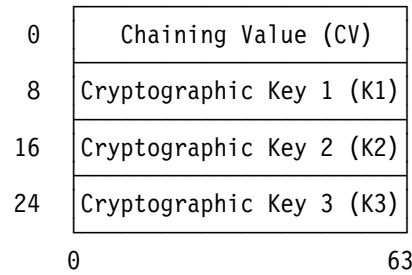 0 Chaining Value (CV)
8 Cryptographic Key 1 (K1)
16 Cryptographic Key 2 (K2)
24 Cryptographic Key 3 (K3)
0 63